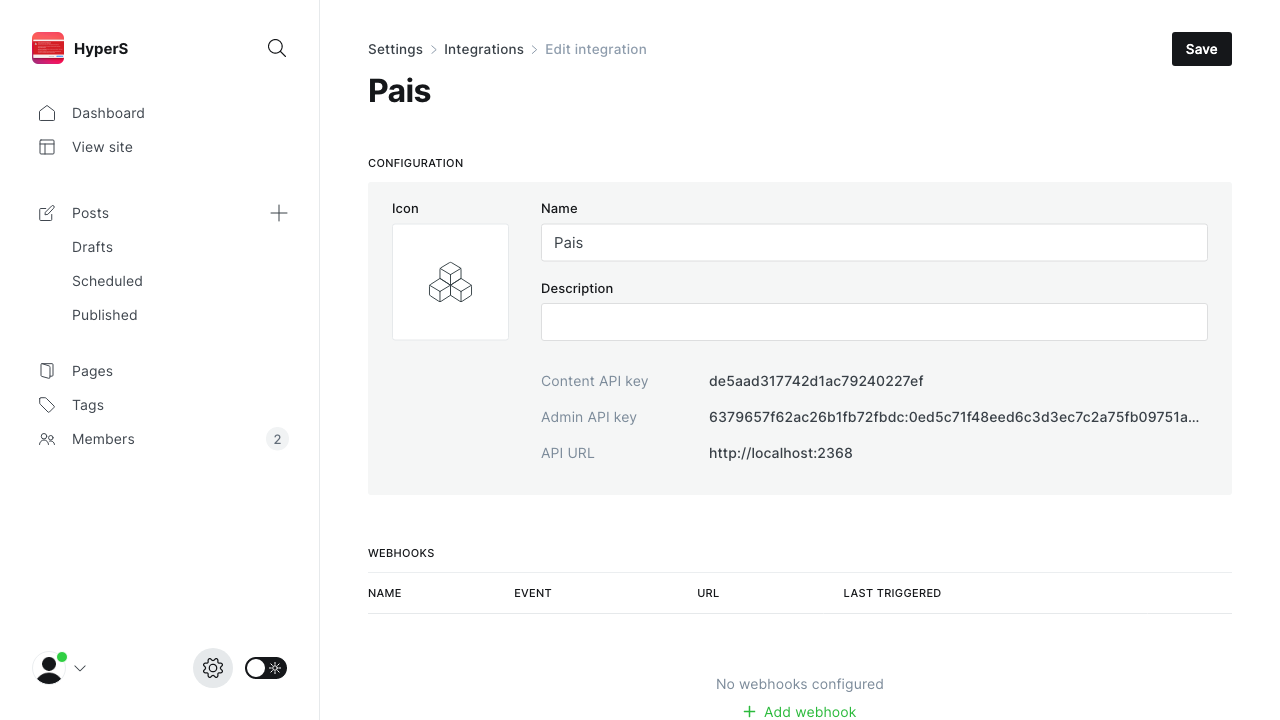 HyperS
Dashboard
View site
Posts
Drafts
Scheduled
Published
Pages
Tags
Members 2
Settings Integrations Edit integration
Save
Pais
CONFIGURATION
Icon
Name
Pais
Description
Content API key de5aad317742d1ac79240227ef
Admin API key 6379657f62ac26b1fb72fbdc:0ed5c71f48eed6c3d3ec7c2a75fb09751a...
API URL http://localhost:2368
WEBHOOKS
NAME EVENT URL LAST TRIGGERED
No webhooks configured
Add webhook